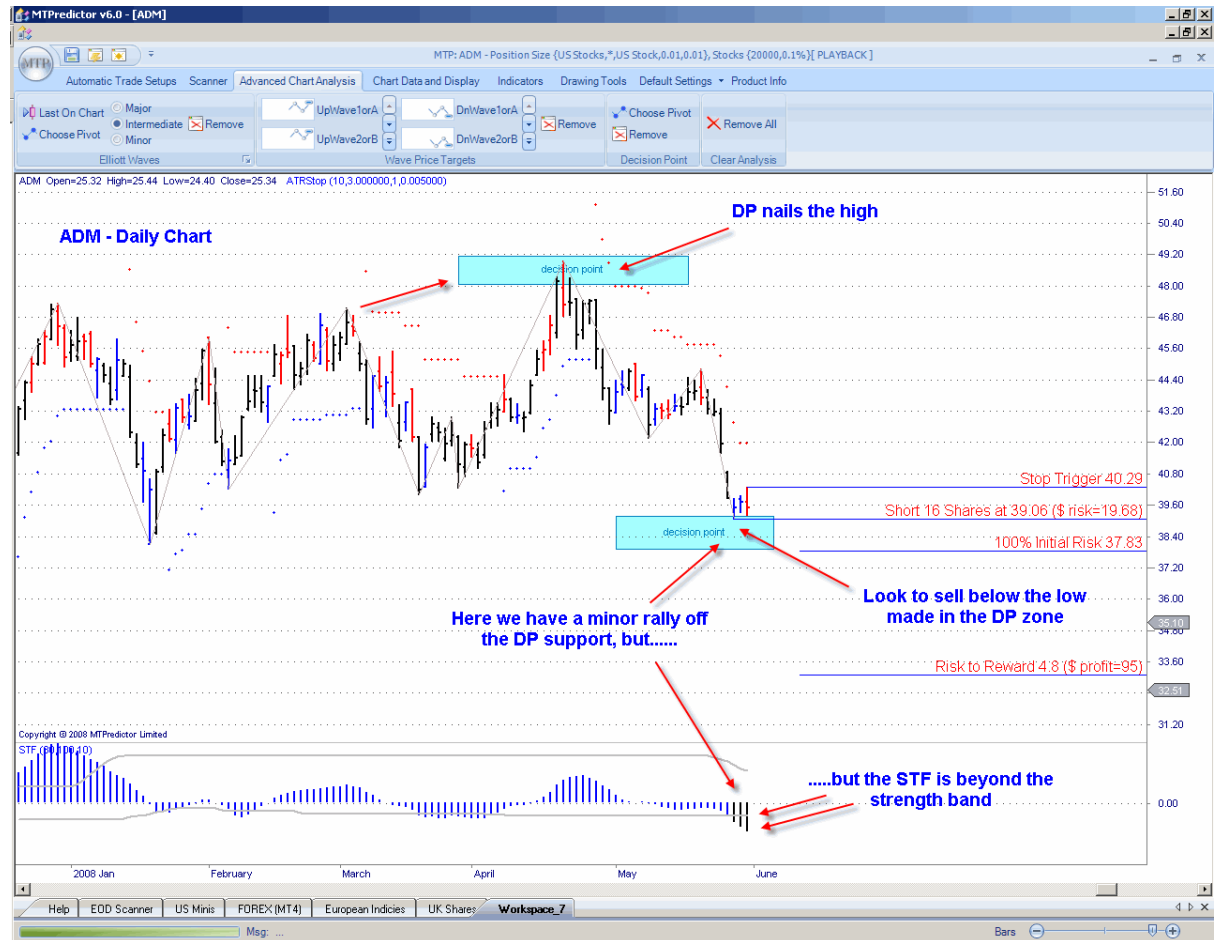 MTPredictor v6.0 - [ADM]
MTP
MTP: ADM - Position Size {US Stocks,*,US Stock,0.01,0.01}, Stocks {20000,0.1%}[ PLAYBACK ]
Automatic Trade Setups Scanner Advanced Chart Analysis Chart Data and Display Indicators Drawing Tools Default Settings Product Info
Last On Chart
Choose Pivot
Major
Intermediate
Minor
Remove
Elliott Waves
UpWave1orA
UpWave2orB
DnWave1orA
DnWave2orB
Remove
Wave Price Targets
Choose Pivot
Remove
Decision Point
Remove All
Clear Analysis
ADM Open=25.32 High=25.44 Low=24.40 Close=25.34 ATRStop (10,3.000000,1,0.005000)
ADM - Daily Chart
DP nails the high
decision point
51.60
50.40
49.20
48.00
46.80
45.60
44.40
43.20
42.00
40.80
39.60
38.40
37.20
36.00
35.10
34.80
33.60
32.51
31.20
Stop Trigger 40.29
Short 16 Shares at 39.06 ($ risk=19.68)
decision point
100% Initial Risk 37.83
Look to sell below the low
made in the DP zone
Here we have a minor rally off
the DP support, but......
Risk to Reward 4.8 ($ profit=95)
Copyright © 2008 MTPredictor Limited
.....but the STF is beyond the
strength band
0.00
2008 Jan February March April May June
Help EOD Scanner US Minis FOREX (MT4) European Indicies UK Shares Workspace_7
Msg: ...
Bars